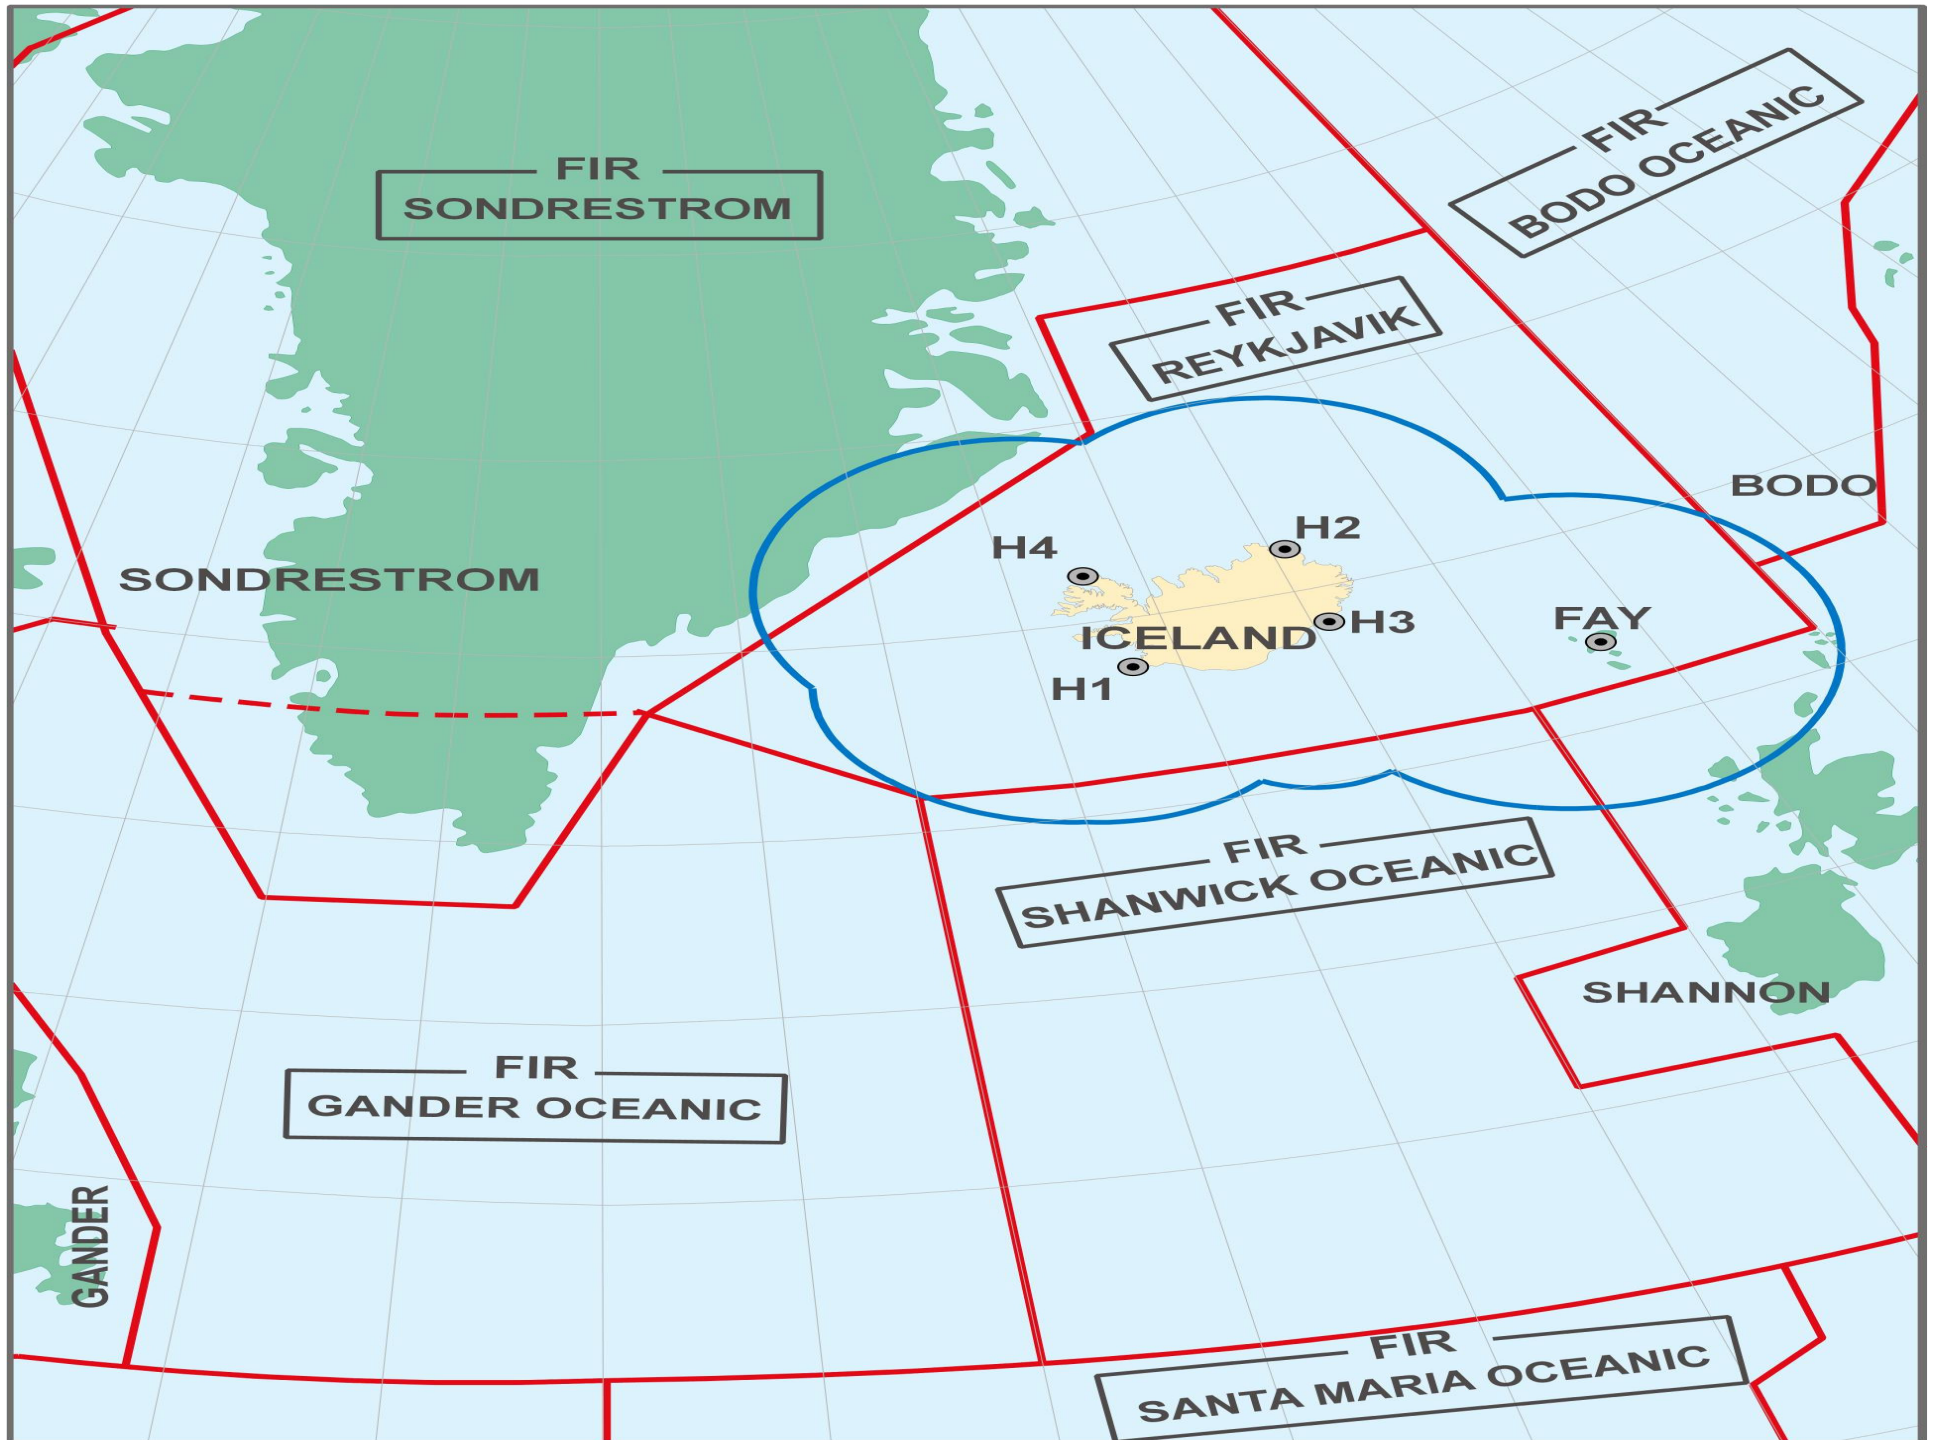 FIR
SONDRESTROM
FIR
BODO OCEANIC
FIR
REYKJAVIK
BODO
H2
H4
SONDRESTROM
FAY
H3
ICELAND
H1
FIR
SHANWICK OCEANIC
SHANNON
FIR
GANDER OCEANIC
GANDER
FIR
SANTA MARIA OCEANIC